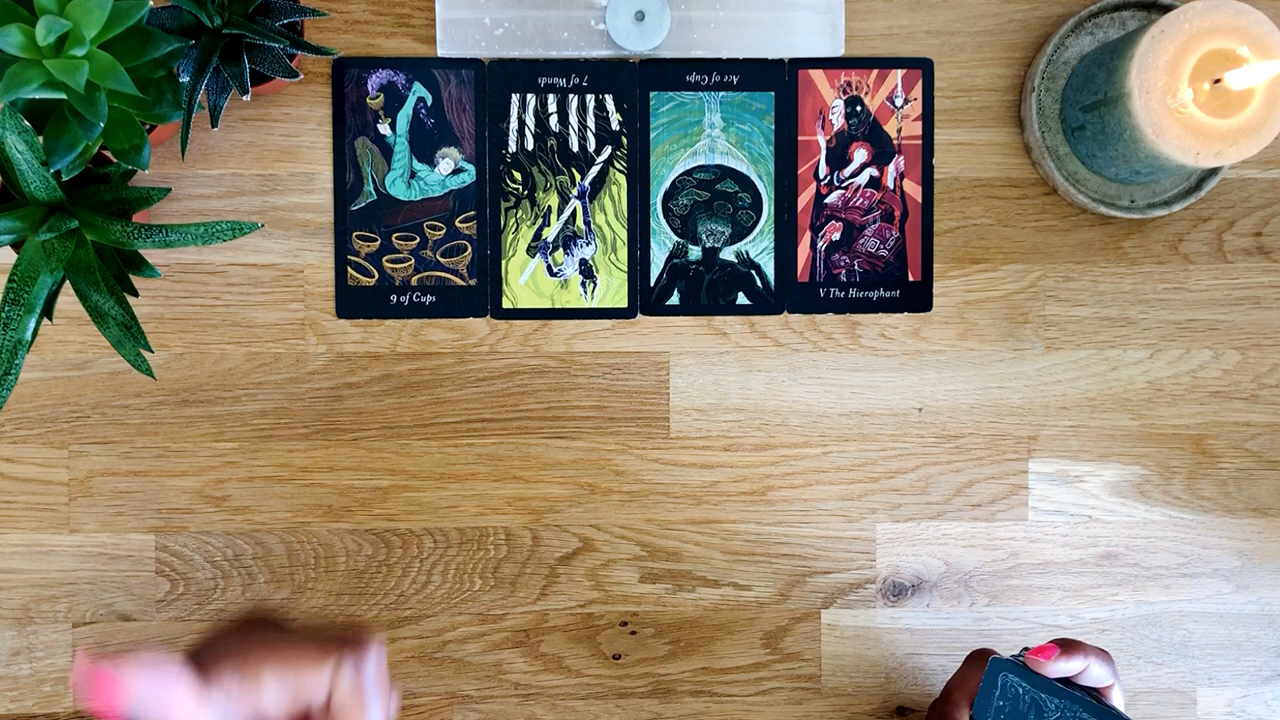 9 of Cups
7 of Wands
Ace of Cups
V The Hierophant